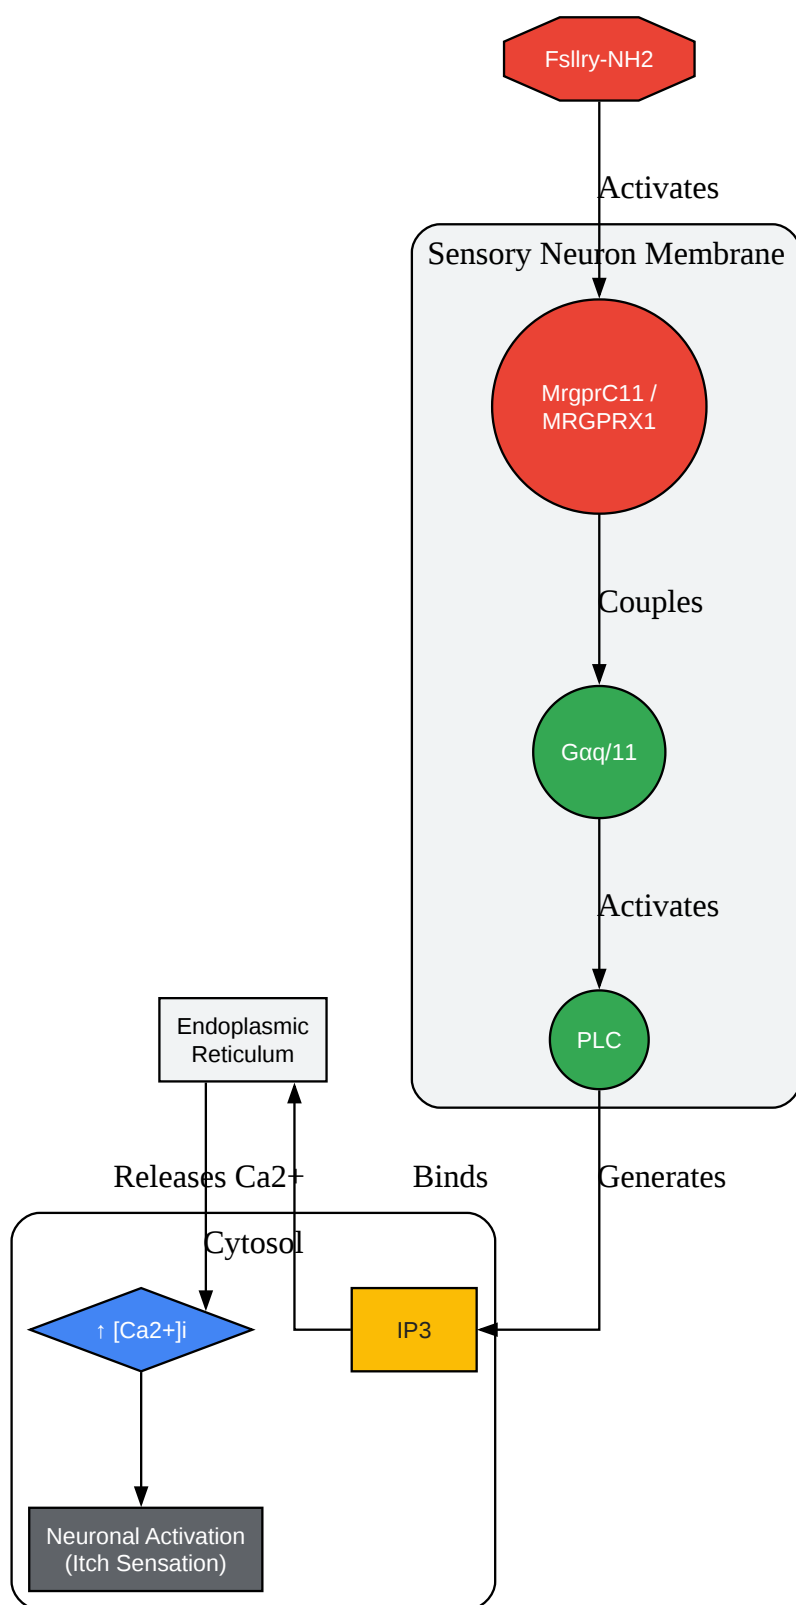 Fsllry-NH2
Activates
Sensory Neuron Membrane
MrgprC11 /
MRGPRX1
Couples
Gαq/11
Activates
PLC
Endoplasmic
Reticulum
Releases Ca2+
Binds
Generates
Cytosol
↑ [Ca2+]i
IP3
Neuronal Activation
(Itch Sensation)